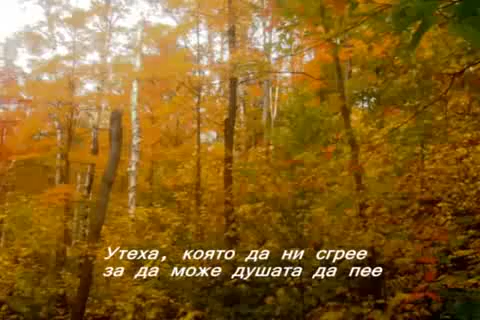 Утеха, която да ни сгрее
за да може душата да пее